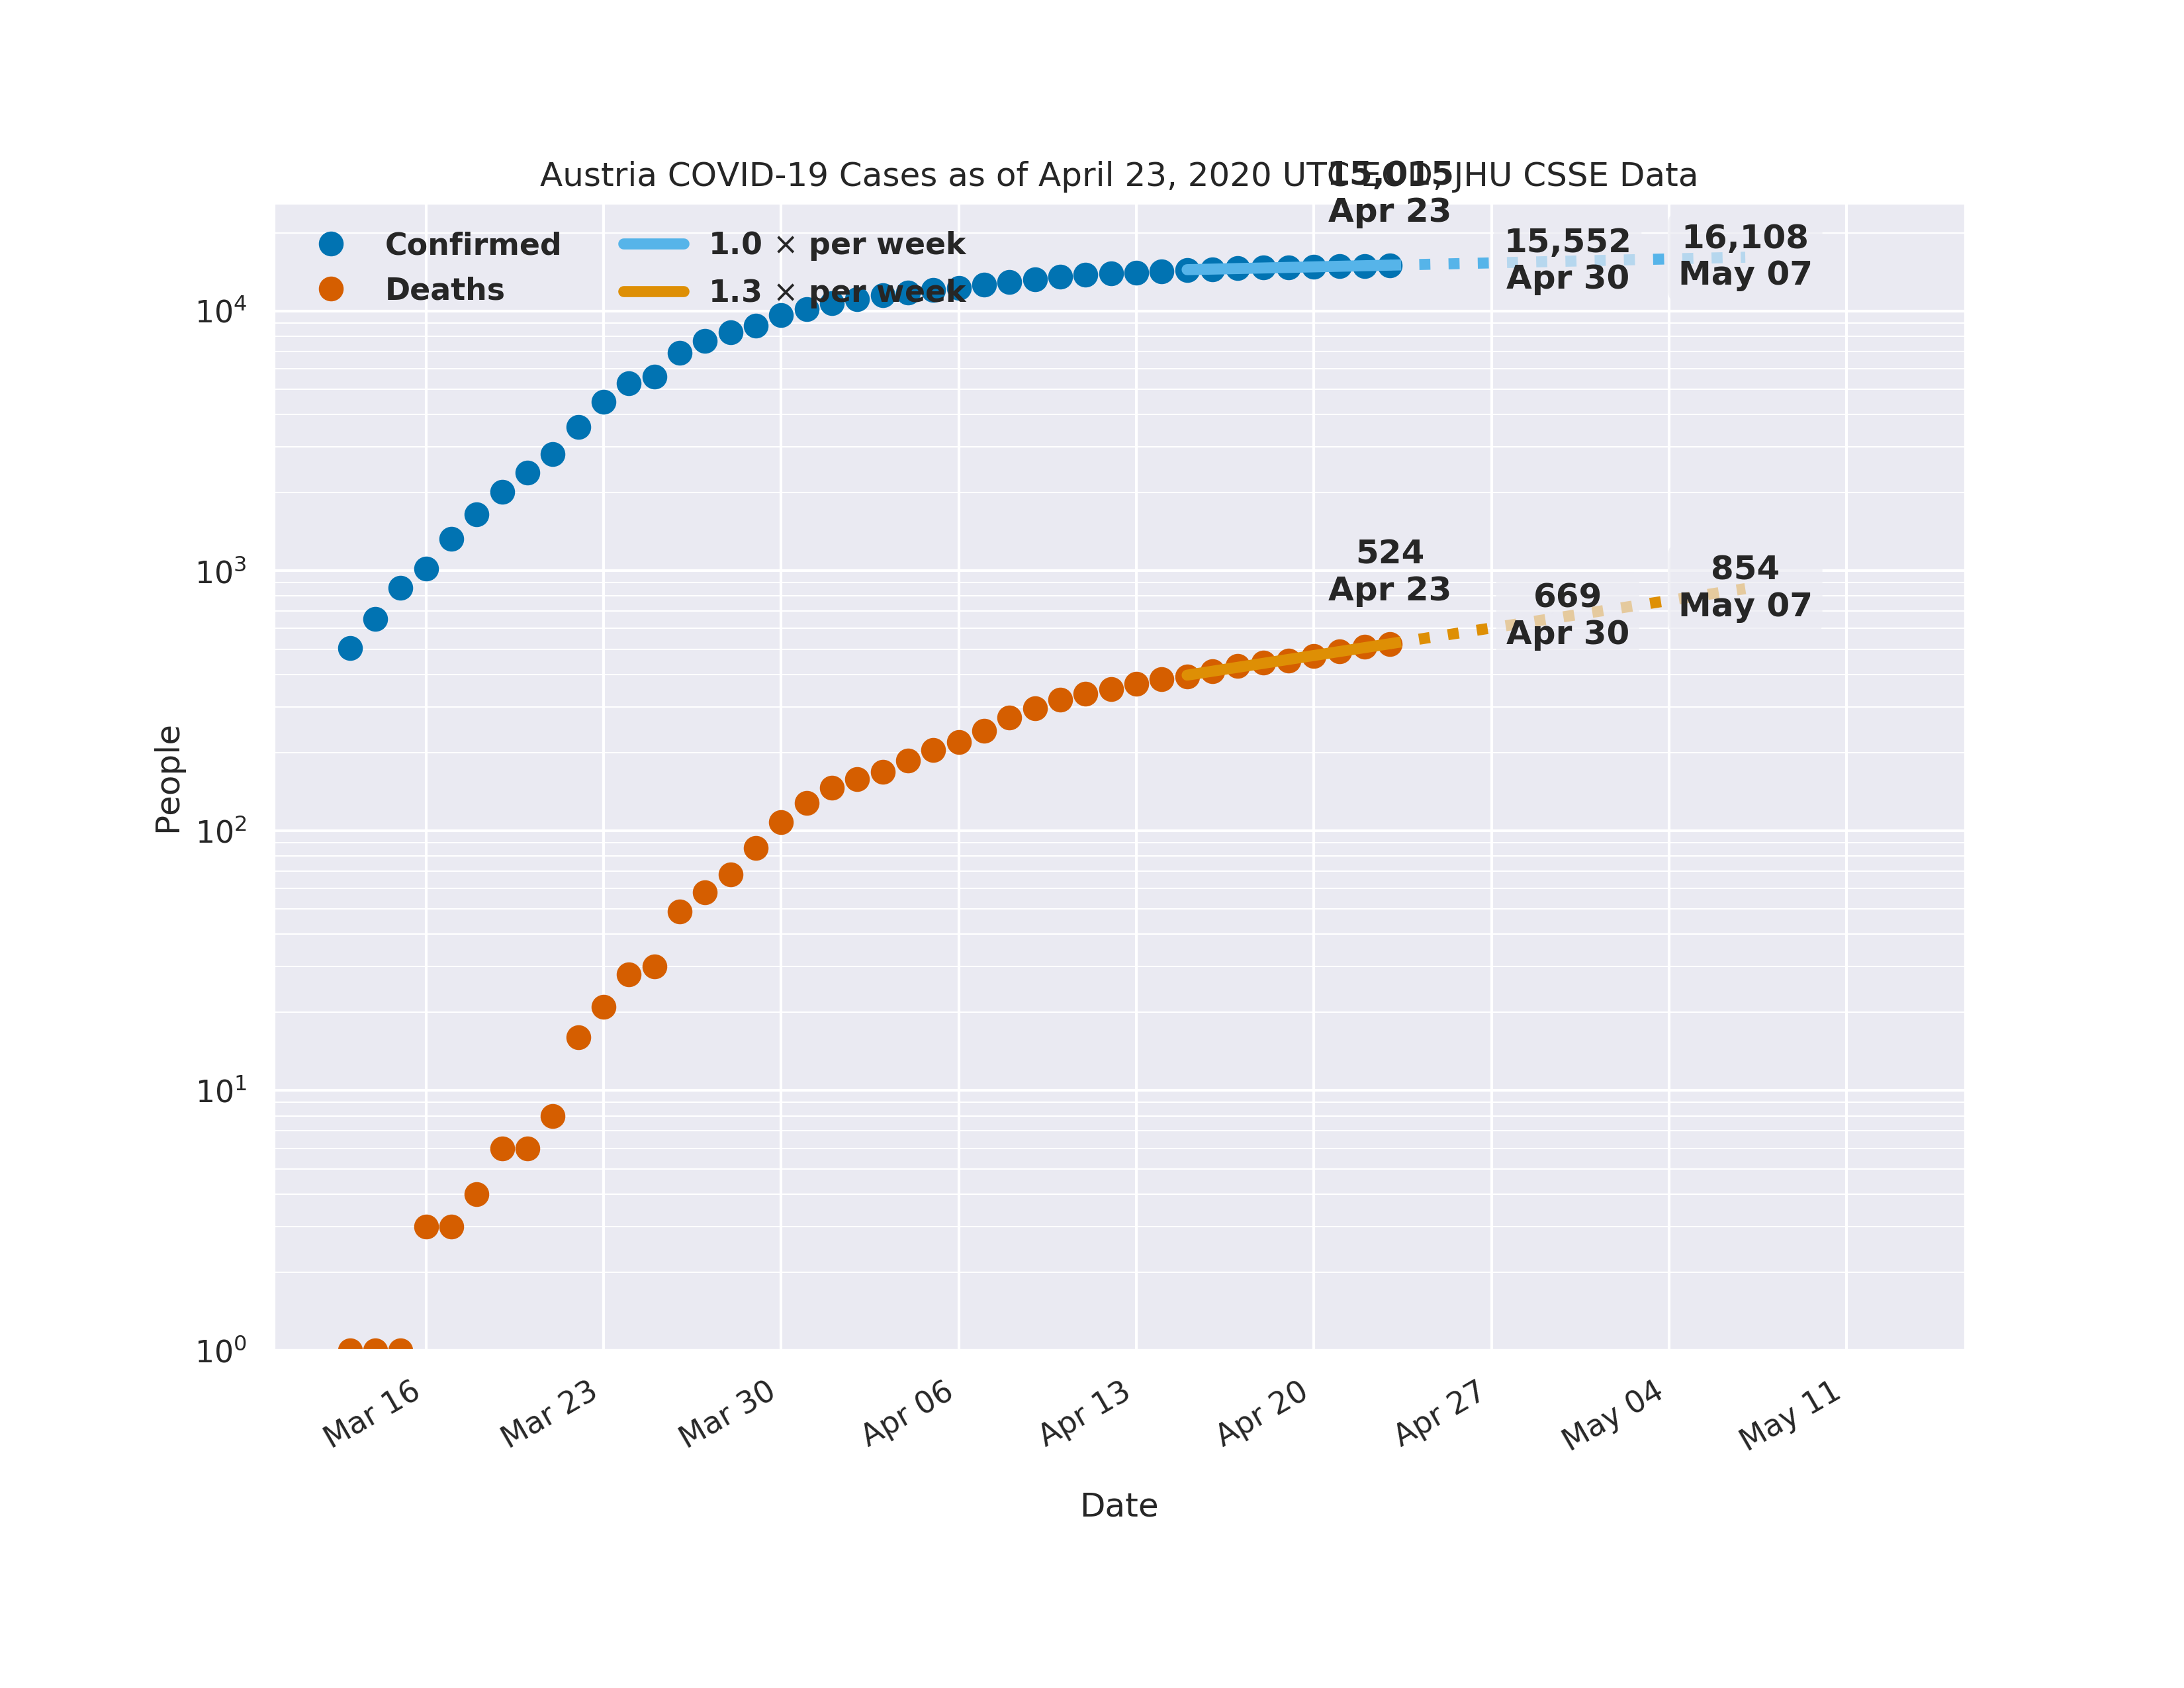 Austria COVID-19 Cases as of April 23, 2020 UTC EOD, JHU CSSE Data
15,015
Apr 23
Confirmed
Deaths
1.0 × per week
1.3 × per week
15,552
Apr 30
16,108
May 07
524
Apr 23
669
Apr 30
854
May 07
People
10⁴
10³
10²
10¹
10⁰
Mar 16
Mar 23
Mar 30
Apr 06
Apr 13
Apr 20
Apr 27
May 04
May 11
Date